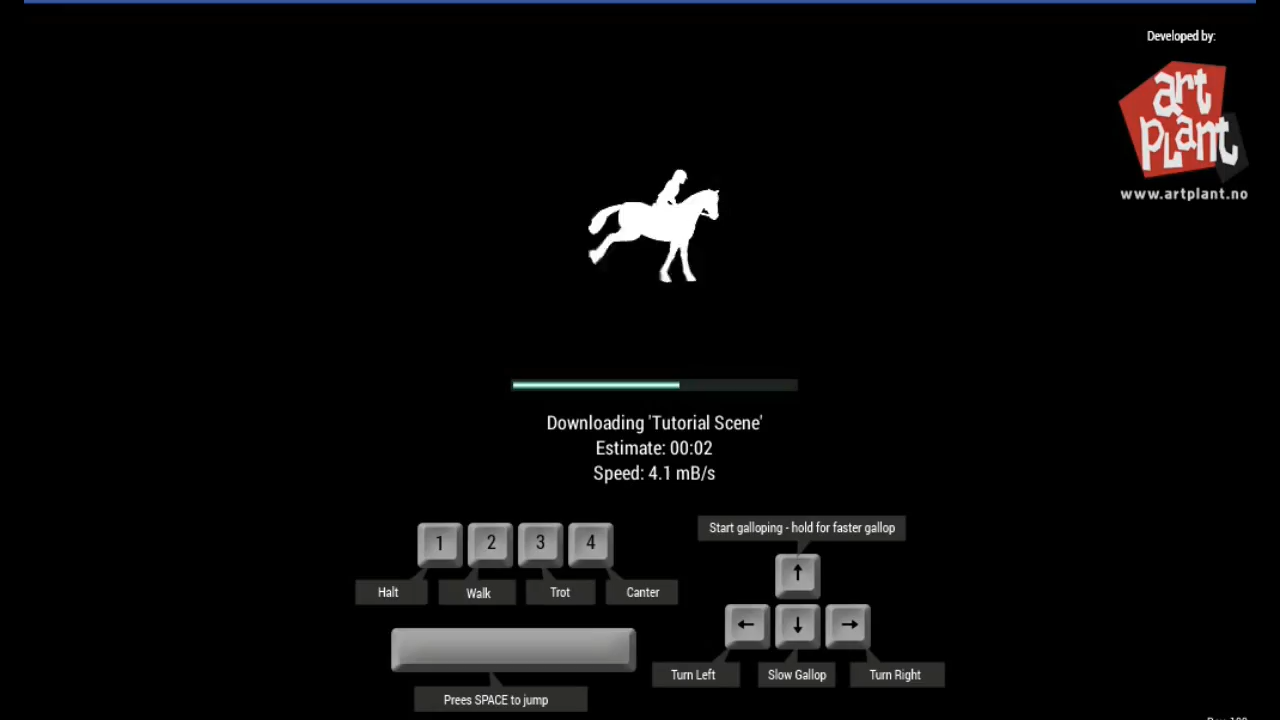 Developed by:
art
plant
www.artplant.no
Downloading 'Tutorial Scene'
Estimate: 00:02
Speed: 4.1 mB/s
Start galloping - hold for faster gallop
1 2 3 4
↑
Halt Walk Trot Canter
← ↓ →
Turn Left Slow Gallop Turn Right
Prees SPACE to jump